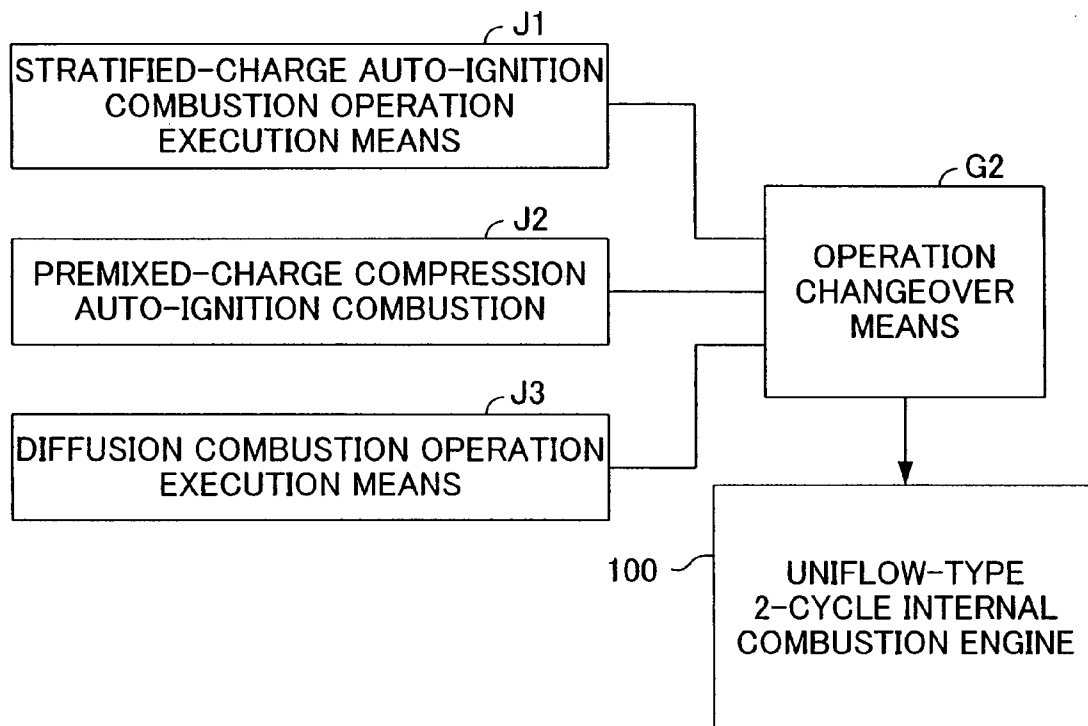 J1
STRATIFIED-CHARGE AUTO-IGNITION
COMBUSTION OPERATION
EXECUTION MEANS
J2
PREMIXED-CHARGE COMPRESSION
AUTO-IGNITION COMBUSTION
J3
DIFFUSION COMBUSTION OPERATION
EXECUTION MEANS
G2
OPERATION
CHANGEOVER
MEANS
100
UNIFLOW-TYPE
2-CYCLE INTERNAL
COMBUSTION ENGINE